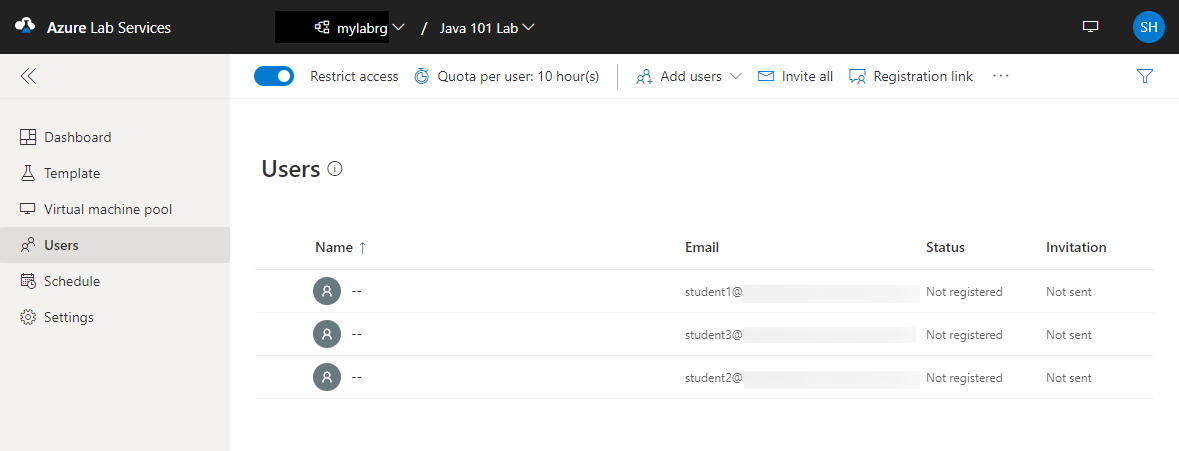 Azure Lab Services mylabrg / Java 101 Lab SH
Restrict access Quota per user: 10 hour(s) Add users Invite all Registration link ···
Dashboard
Template
Virtual machine pool
Users
Schedule
Settings
Users
Name ↑ Email Status Invitation
-- student1@ Not registered Not sent
-- student3@ Not registered Not sent
-- student2@ Not registered Not sent